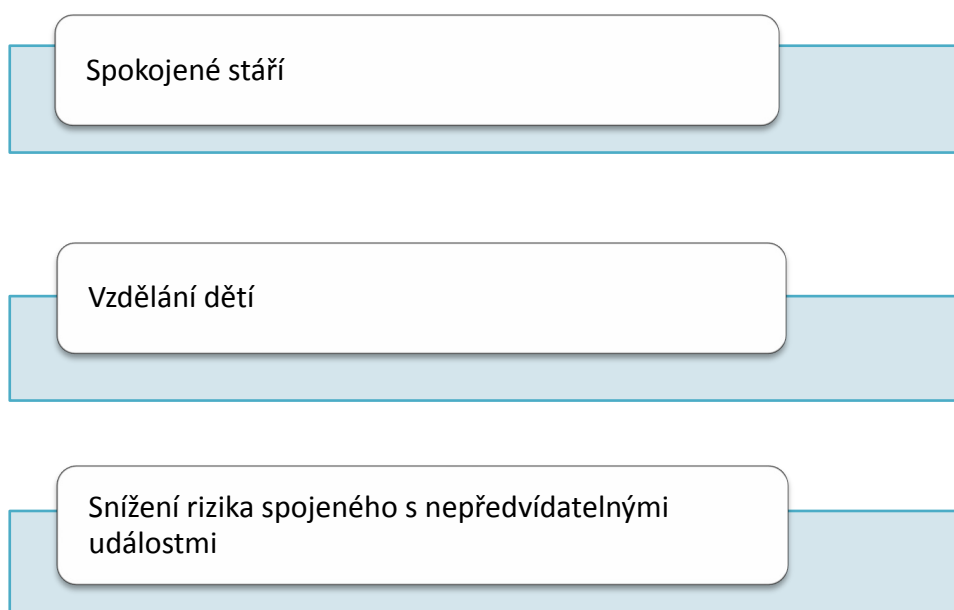 Spokojené stáří
Vzdělání dětí
Snížení rizika spojeného s nepředvídatelnými
událostmi